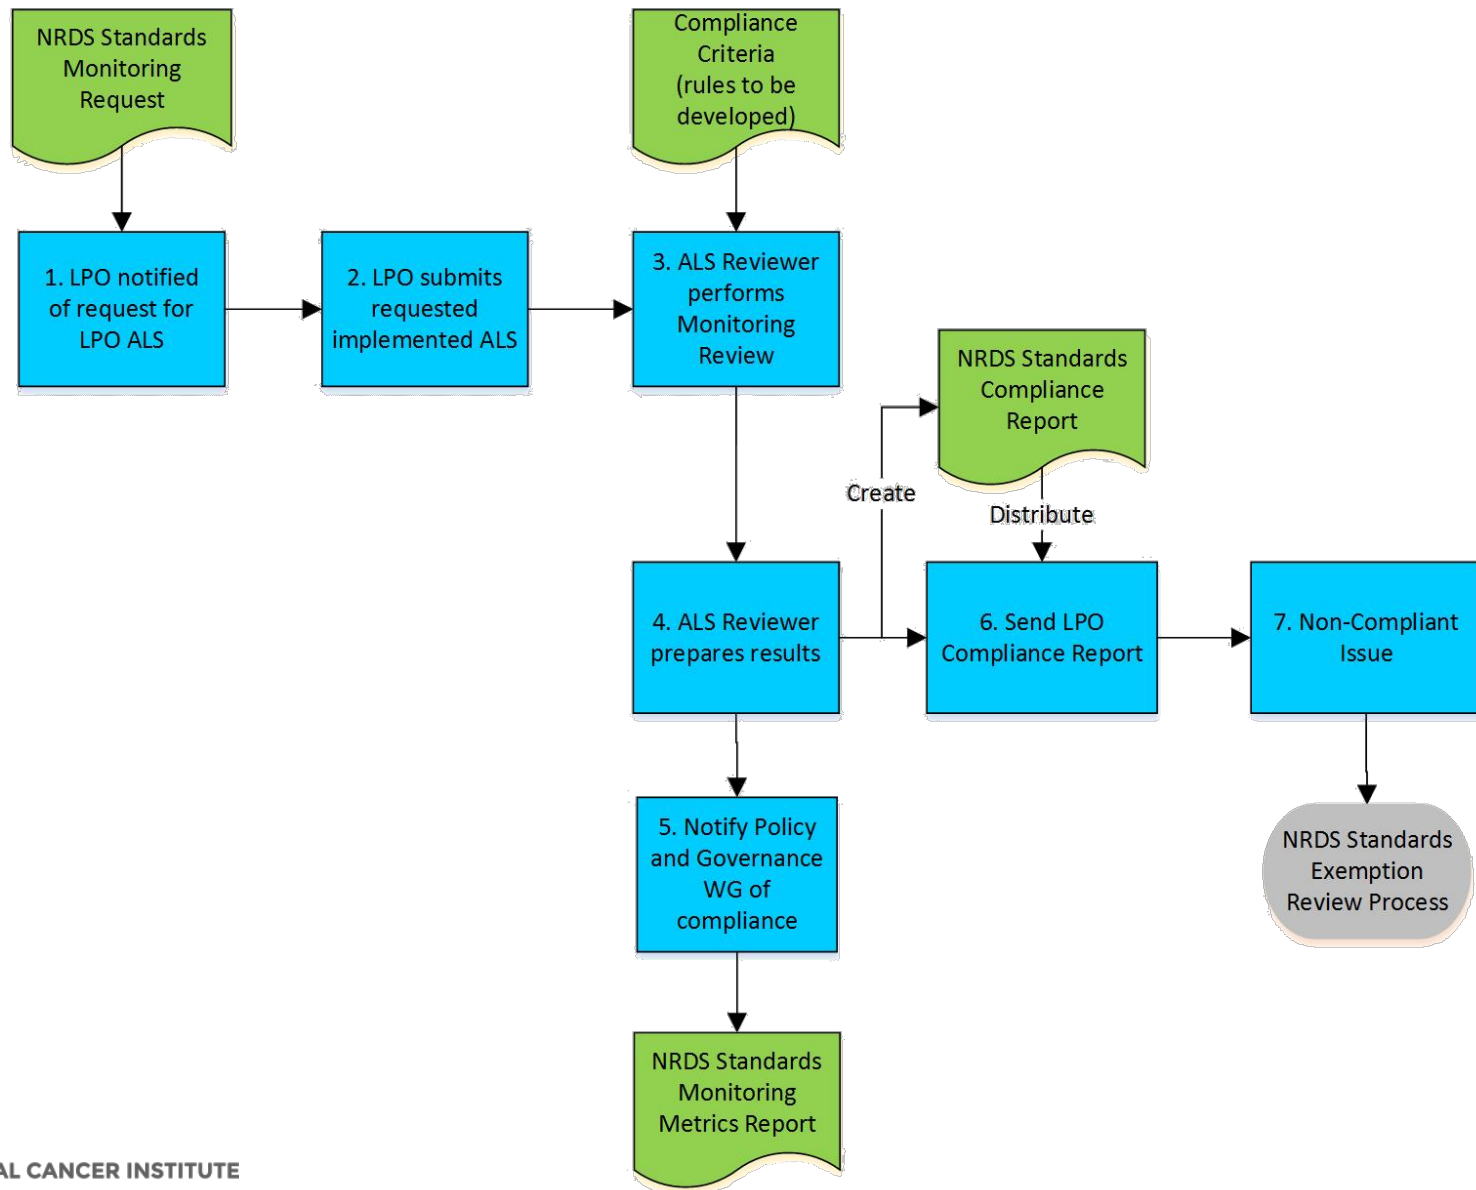 NRDS Standards
Monitoring
Request
Compliance
Criteria
(rules to be
developed)
1. LPO notified
of request for
LPO ALS
2. LPO submits
requested
implemented ALS
3. ALS Reviewer
performs
Monitoring
Review
NRDS Standards
Compliance
Report
Create
Distribute
4. ALS Reviewer
prepares results
6. Send LPO
Compliance Report
7. Non-Compliant
Issue
5. Notify Policy
and Governance
WG of
compliance
NRDS Standards
Exemption
Review Process
NRDS Standards
Monitoring
Metrics Report
AL CANCER INSTITUTE